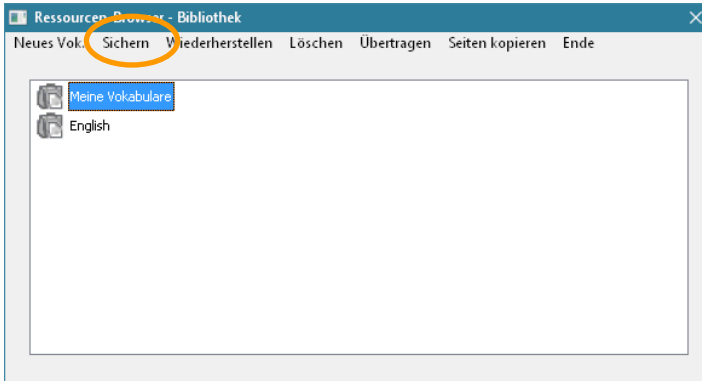 Ressourcen-Browser - Bibliothek
Neues Vok. Sichern Wiederherstellen Löschen Übertragen Seiten kopieren Ende
Meine Vokabulare
English